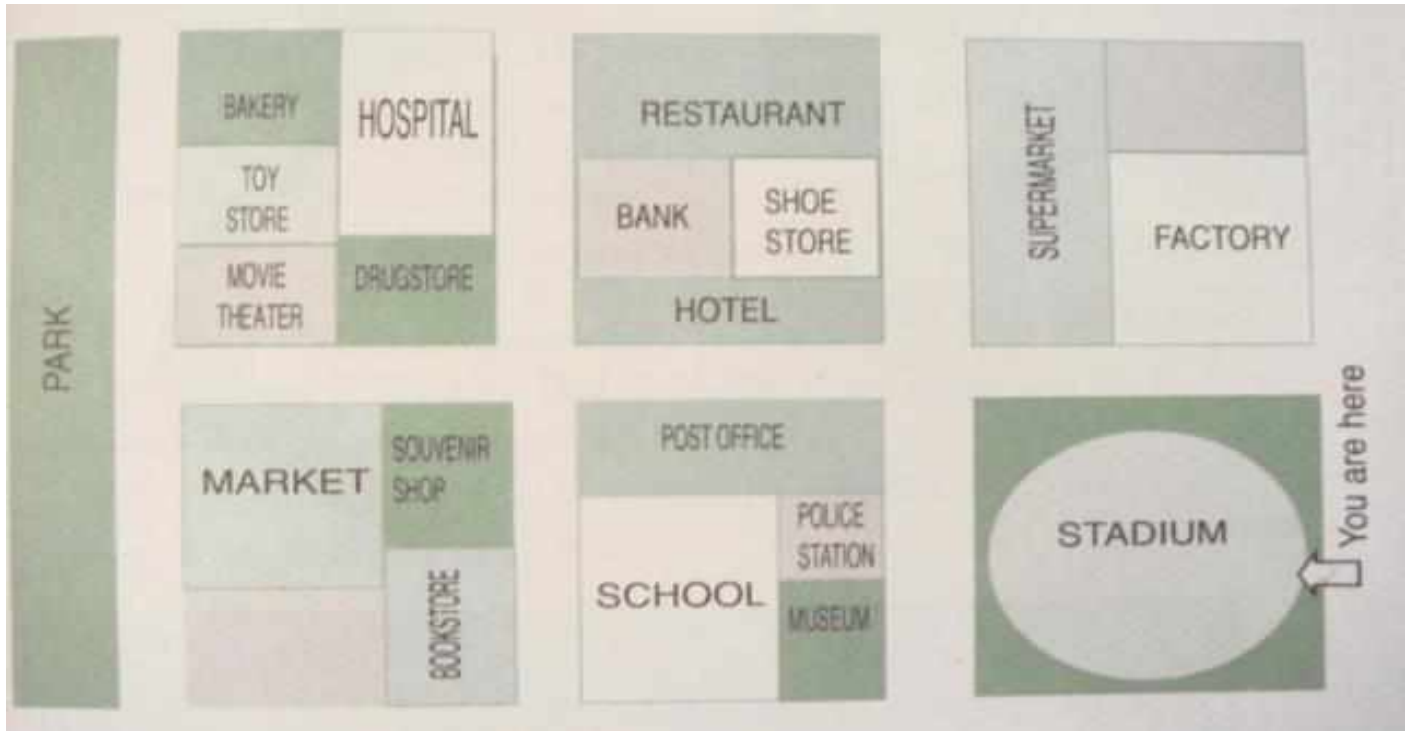 PARK
BAKERY
HOSPITAL
TOY
STORE
MOVIE
THEATER
DRUGSTORE
RESTAURANT
BANK
SHOE
STORE
HOTEL
SUPERMARKET
FACTORY
MARKET
SOUVENIR
SHOP
BOOKSTORE
POST OFFICE
SCHOOL
POLICE
STATION
MUSEUM
STADIUM
You are here